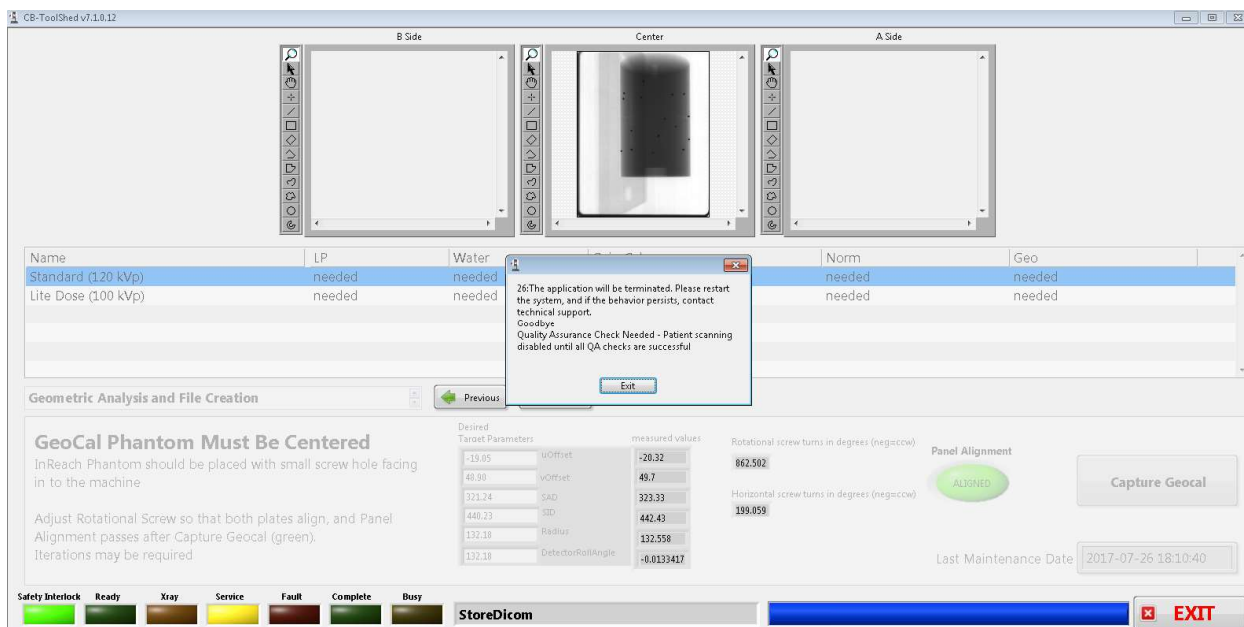 CB-ToolShed v7.1.0.12
B Side
Center
A Side
Name LP Water Norm Geo
Standard (120 kVp) needed needed needed needed
Lite Dose (100 kVp) needed needed needed needed
26:The application will be terminated. Please restart
the system, and if the behavior persists, contact
technical support.
Goodbye
Quality Assurance Check Needed - Patient scanning
disabled until all QA checks are successful
Exit
Geometric Analysis and File Creation
Previous
GeoCal Phantom Must Be Centered
InReach Phantom should be placed with small screw hole facing
in to the machine
Adjust Rotational Screw so that both plates align, and Panel
Alignment passes after Capture Geocal (green).
Iterations may be required
Desired
Target Parameters measured values
-19.05 uOffset -20.32
48.90 vOffset 49.7
321.24 SAD 323.33
440.23 SID 442.43
132.18 Radius 132.558
132.18 DetectorRollAngle -0.0133417
Rotational screw turns in degrees (neg=ccw)
862.502
Horizontal screw turns in degrees (neg=ccw)
199.059
Panel Alignment
ALIGNED
Capture Geocal
Last Maintenance Date 2017-07-26 18:10:40
Safety Interlock Ready Xray Service Fault Complete Busy
StoreDicom
EXIT